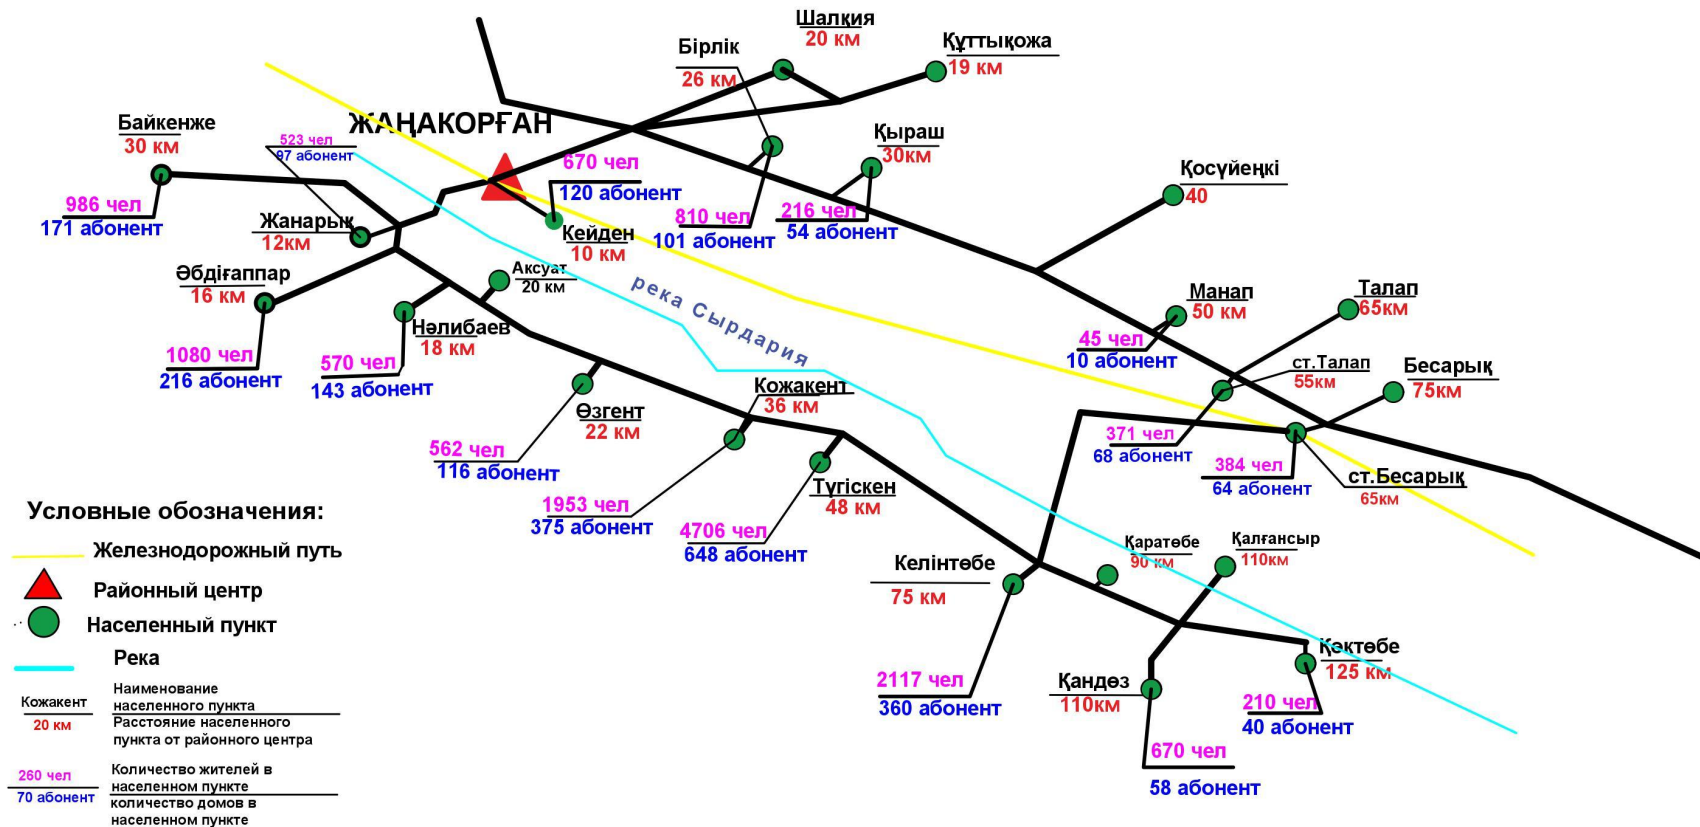 Шалқия
20 км
Құттықожа
19 км
Бірлік
26 км
ЖАҢАКОРҒАН
Байкенже
30 км
523 чел
97 абонент
986 чел
171 абонент
Жанарық
12км
670 чел
120 абонент
Кейден
10 км
Қыраш
30км
810 чел
101 абонент
216 чел
54 абонент
Қосүйеңкі
40
Әбдіғаппар
16 км
Аксуат
20 км
Нәлибаев
18 км
река Сырдария
Манап
50 км
Талап
65км
45 чел
10 абонент
1080 чел
216 абонент
570 чел
143 абонент
ст.Талап
55км
Бесарық
75км
Кожакент
36 км
Өзгент
22 км
562 чел
116 абонент
371 чел
68 абонент
384 чел
64 абонент
ст.Бесарық
65км
Түгіскен
48 км
1953 чел
375 абонент
4706 чел
648 абонент
Келінтөбе
75 км
Қаратөбе
90 км
Қалғансыр
110км
2117 чел
360 абонент
Қандөз
110км
Қөктөбе
125 км
210 чел
40 абонент
670 чел
58 абонент
Условные обозначения:
Железнодорожный путь
Районный центр
Населенный пункт
Река
Кожакент
20 км
Наименование
населенного пункта
Расстояние населенного
пункта от районного центра
260 чел
70 абонент
Количество жителей в
населенном пункте
количество домов в
населенном пункте